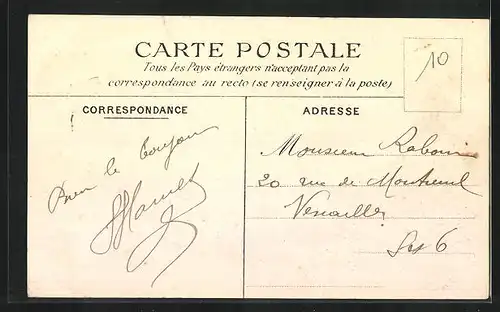 CARTE POSTALE
Tous les Pays étrangers n'acceptant pas la
correspondance au recto (se renseigner à la poste)
10
CORRESPONDANCE
ADRESSE
Bien le bonjour
Monsieur
20 rue de Montreuil
Versailles